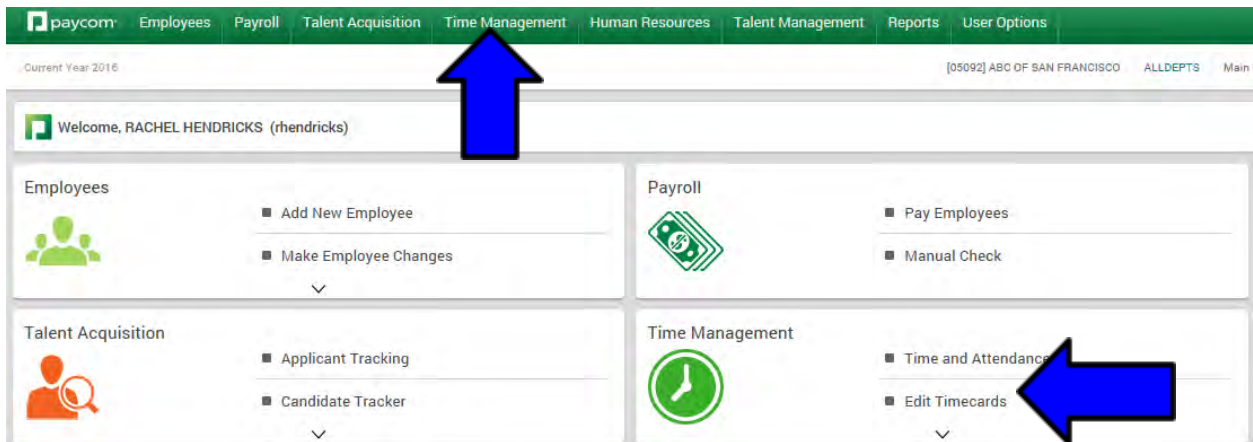 paycom Employees Payroll Talent Acquisition Time Management Human Resources Talent Management Reports User Options
Current Year 2016 [05092] ABC OF SAN FRANCISCO ALLDEPTS Main
Welcome, RACHEL HENDRICKS (rhendricks)
Employees
Add New Employee
Make Employee Changes
Payroll
Pay Employees
Manual Check
Talent Acquisition
Applicant Tracking
Candidate Tracker
Time Management
Time and Attendance
Edit Timecards